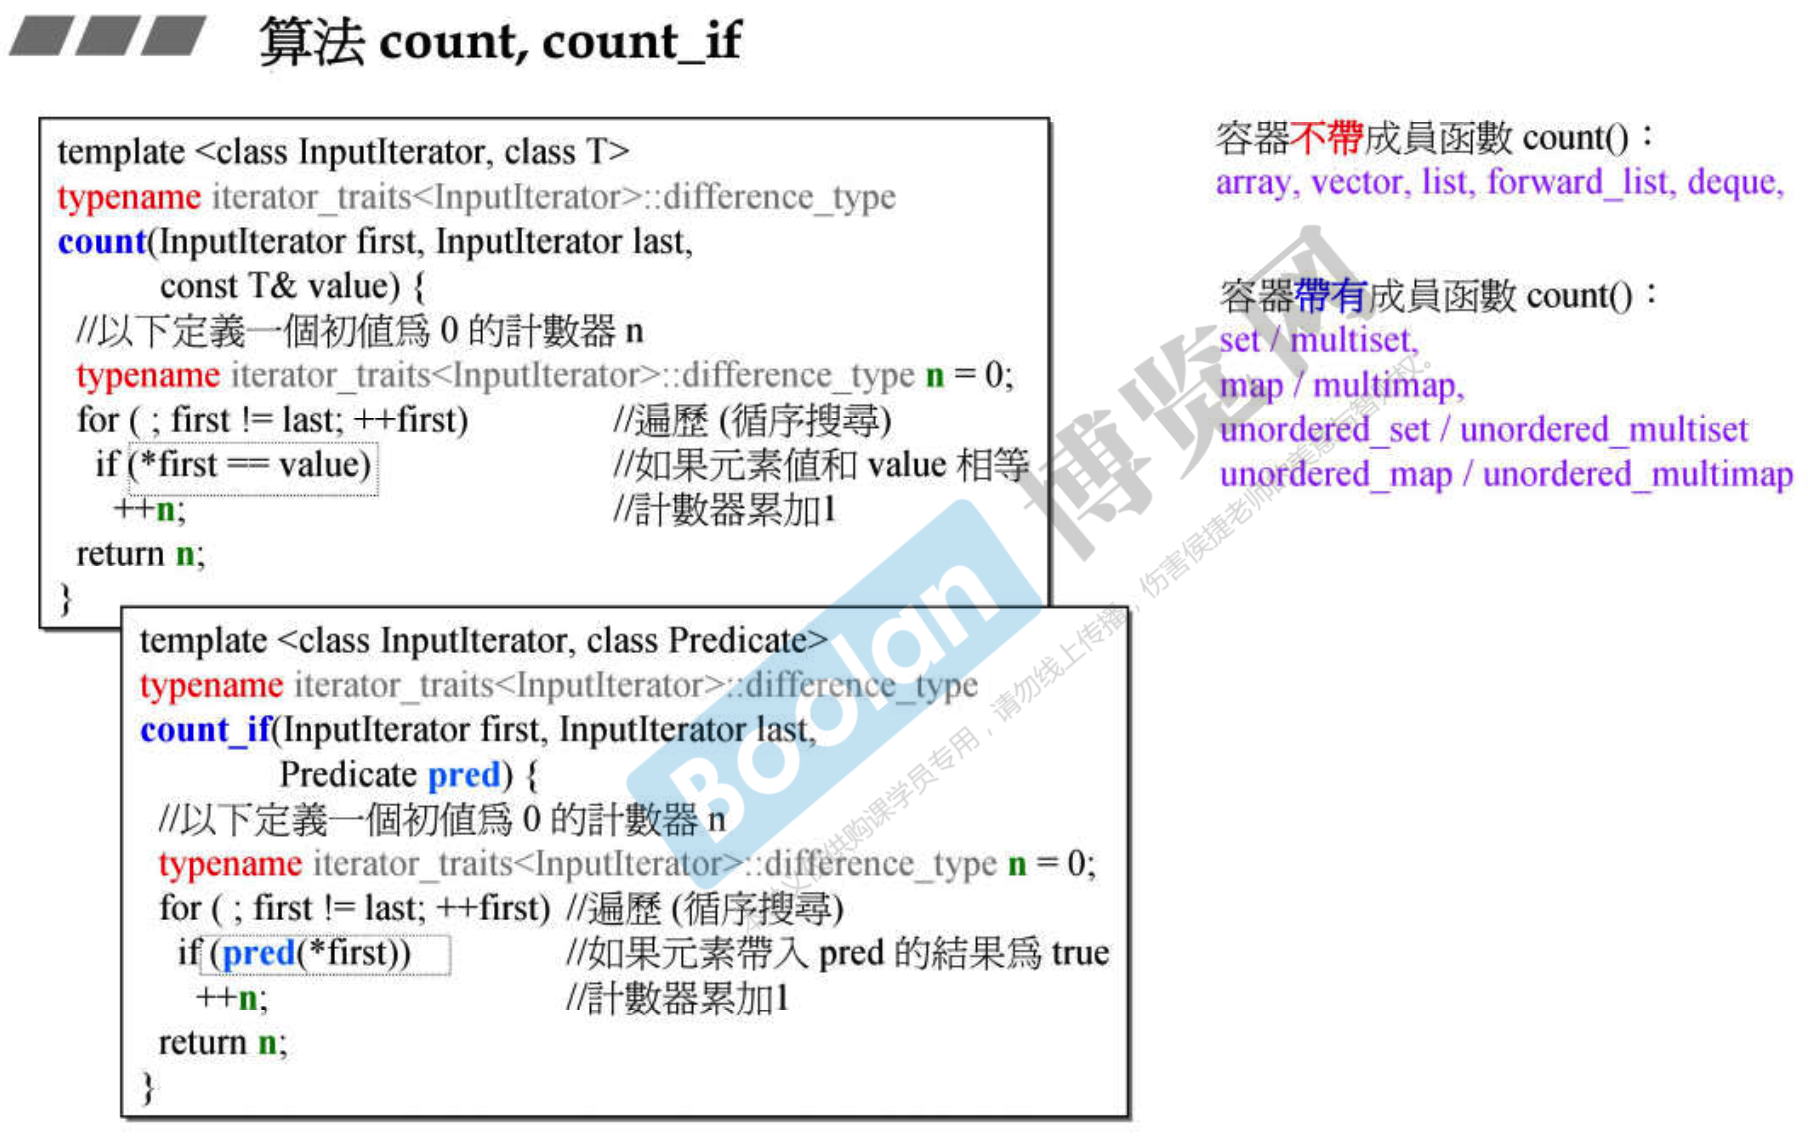 算法 count, count_if
template <class InputIterator, class T>
typename iterator_traits<InputIterator>::difference_type
count(InputIterator first, InputIterator last,
const T& value) {
//以下定義一個初值爲 0 的計數器 n
typename iterator_traits<InputIterator>::difference_type n = 0;
for ( ; first != last; ++first) //遍歷 (循序搜尋)
if (*first == value) //如果元素値和 value 相等
++n; //計數器累加1
return n;
}
template <class InputIterator, class Predicate>
typename iterator_traits<InputIterator>::difference_type
count_if(InputIterator first, InputIterator last,
Predicate pred) {
//以下定義一個初值爲 0 的計數器 n
typename iterator_traits<InputIterator>::difference_type n = 0;
for ( ; first != last; ++first) //遍歷 (循序搜尋)
if (pred(*first)) //如果元素帶入 pred 的結果爲 true
++n; //計數器累加1
return n;
}
容器不帶成員函數 count()：
array, vector, list, forward_list, deque,
容器帶有成員函數 count()：
set / multiset,
map / multimap,
unordered_set / unordered_multiset
unordered_map / unordered_multimap
Boolan 博览网
供购课学员专用，请勿线上传播，伤害侯捷老师